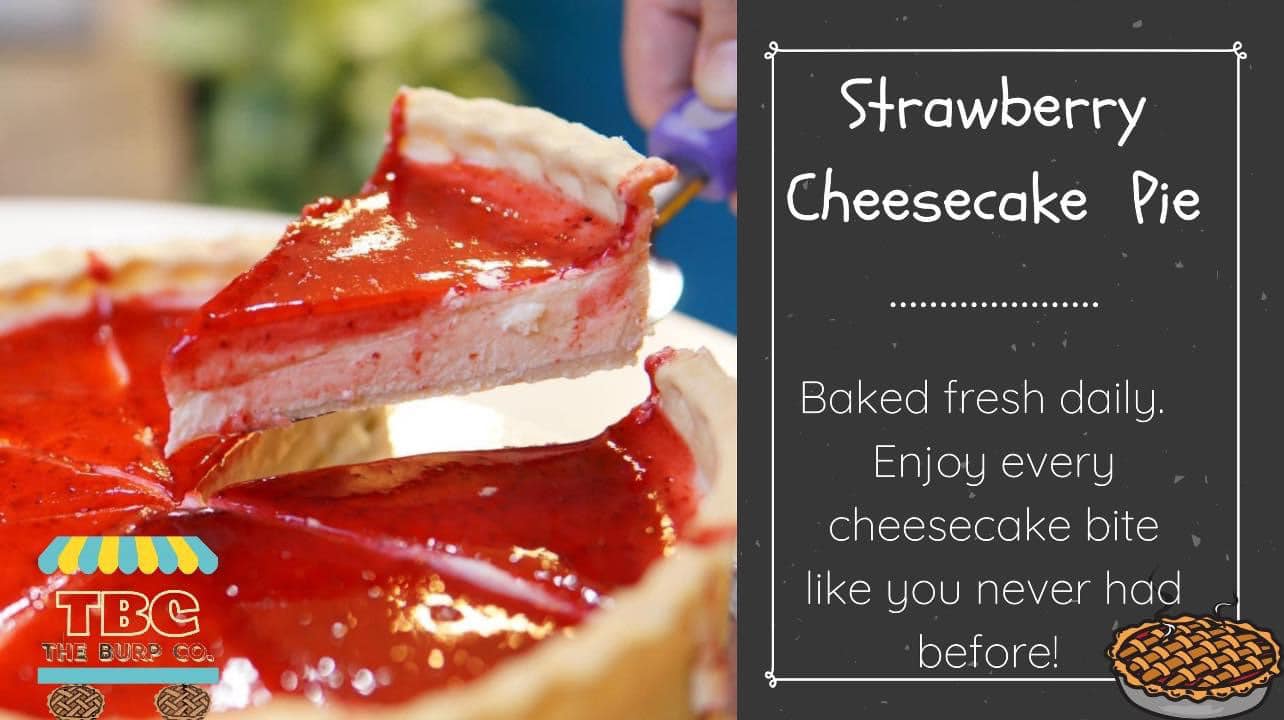 Strawberry
Cheesecake Pie
Baked fresh daily.
Enjoy every
cheesecake bite
like you never had
before!
TBC
THE BURP CO.